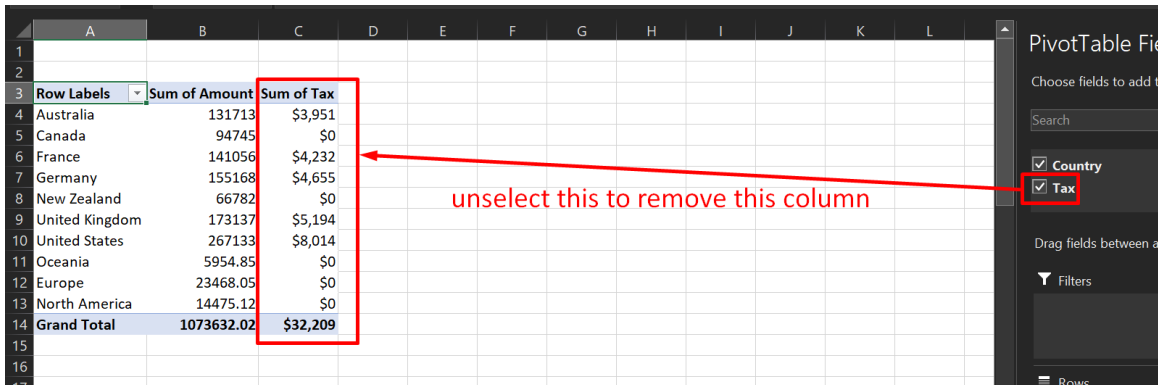 A B C D E F G H I J K L
1
2
3 Row Labels Sum of Amount Sum of Tax
4 Australia 131713 $3,951
5 Canada 94745 $0
6 France 141056 $4,232
7 Germany 155168 $4,655
8 New Zealand 66782 $0
9 United Kingdom 173137 $5,194
10 United States 267133 $8,014
11 Oceania 5954.85 $0
12 Europe 23468.05 $0
13 North America 14475.12 $0
14 Grand Total 1073632.02 $32,209
15
16
unselect this to remove this column
PivotTable Fie
Choose fields to add t
Search
Country
Tax
Drag fields between a
Filters
Rows